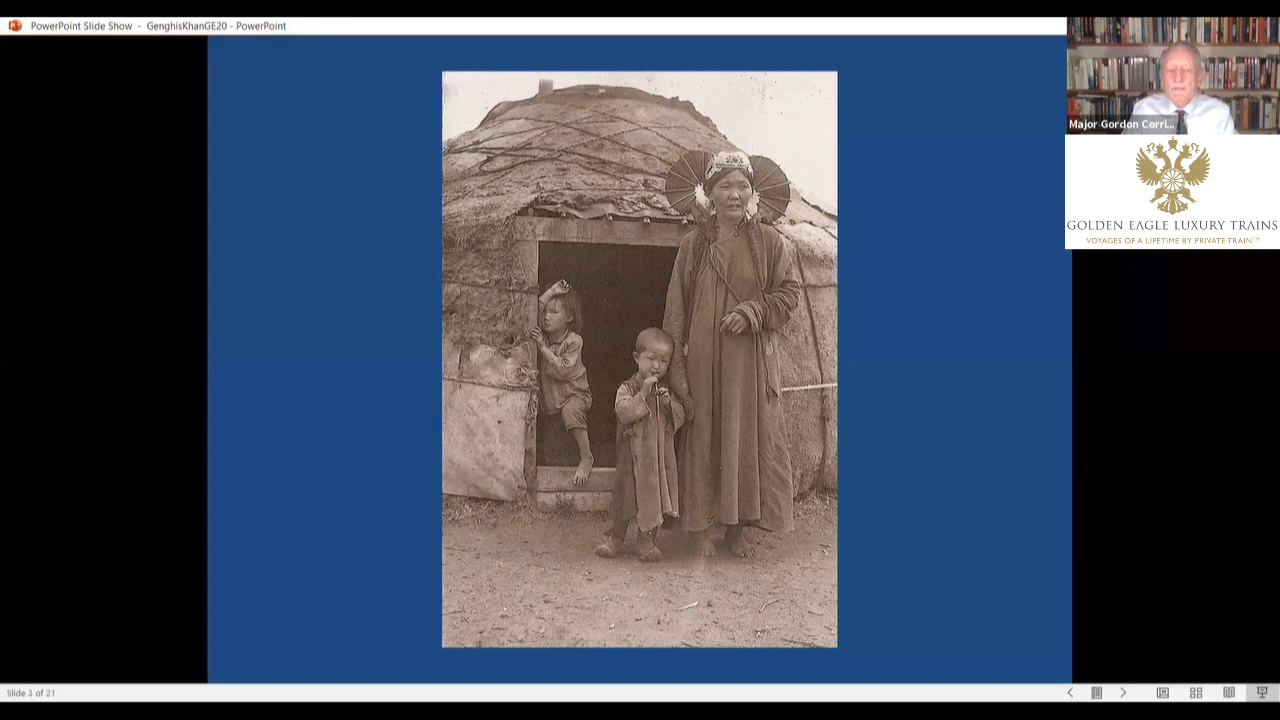 PowerPoint Slide Show - GenghisKhanGE20 - PowerPoint
Major Gordon Corri...
GOLDEN EAGLE LUXURY TRAINS
VOYAGES OF A LIFETIME BY PRIVATE TRAIN™
Slide 3 of 21